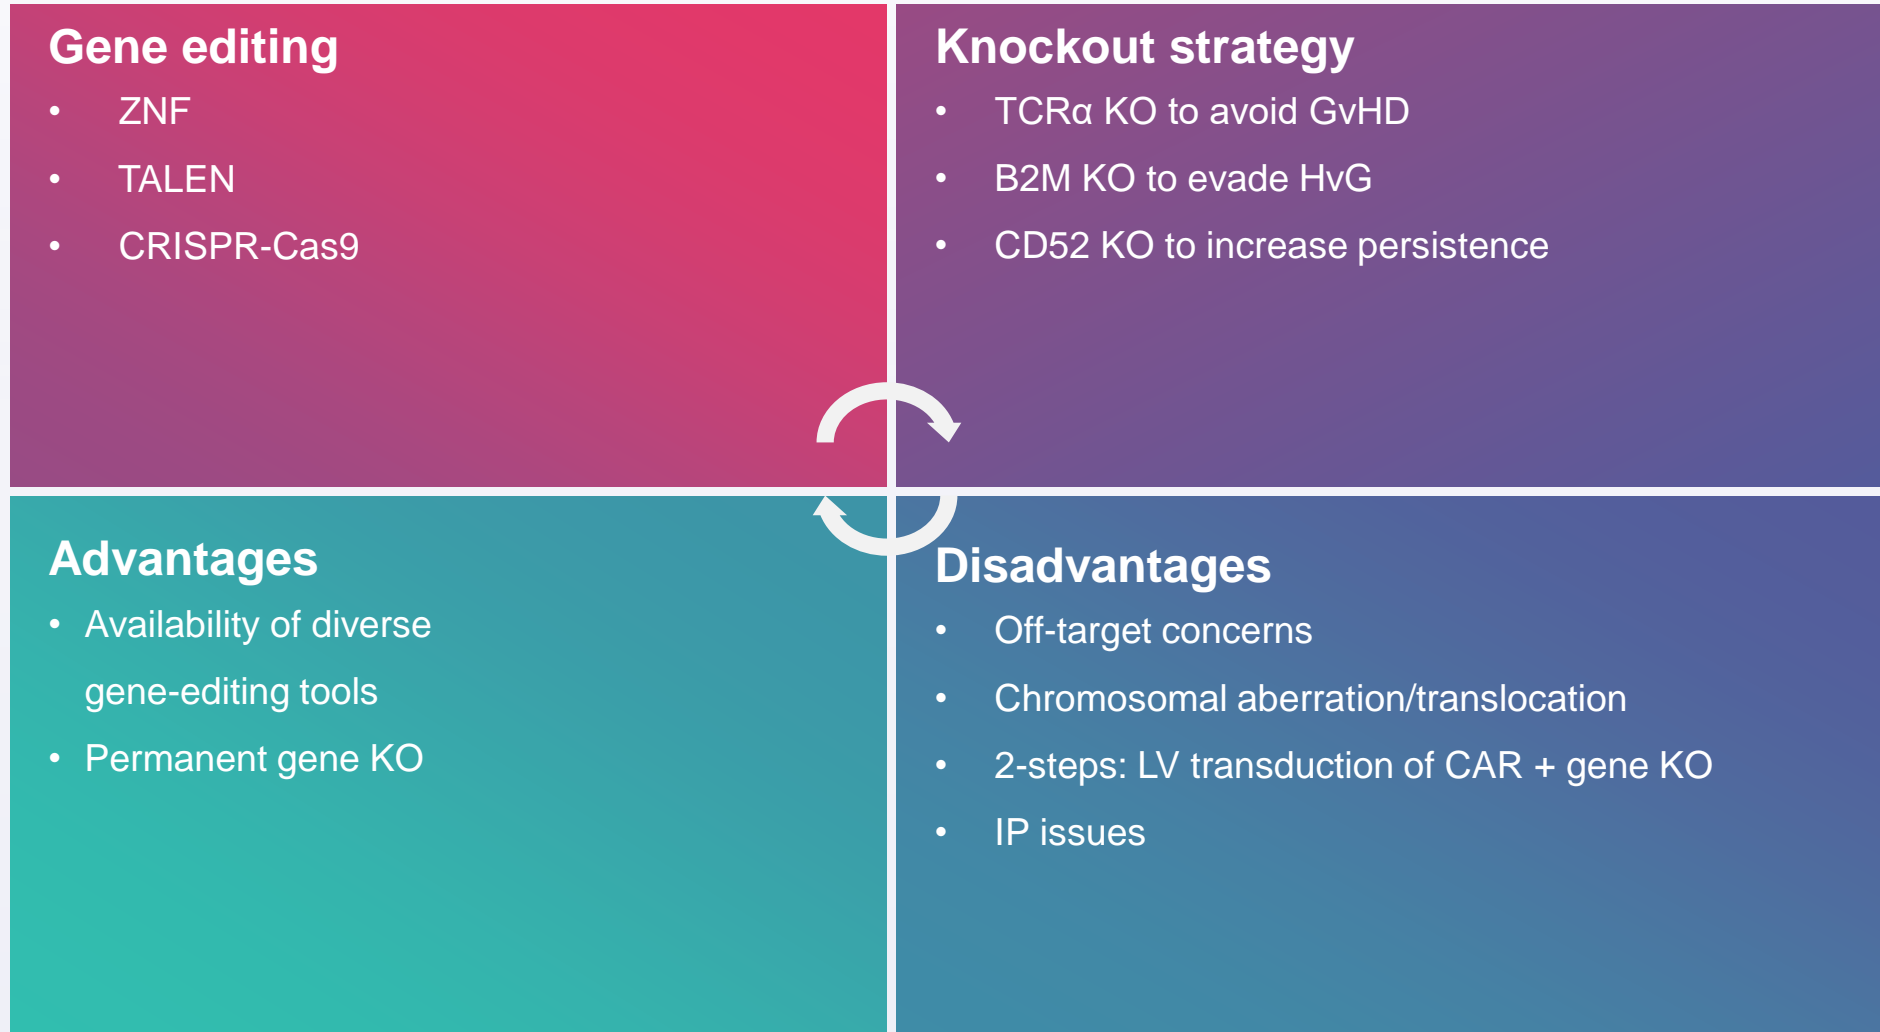 Gene editing
• ZNF
• TALEN
• CRISPR-Cas9
Knockout strategy
• TCRα KO to avoid GvHD
• B2M KO to evade HvG
• CD52 KO to increase persistence
Advantages
• Availability of diverse
gene-editing tools
• Permanent gene KO
Disadvantages
• Off-target concerns
• Chromosomal aberration/translocation
• 2-steps: LV transduction of CAR + gene KO
• IP issues